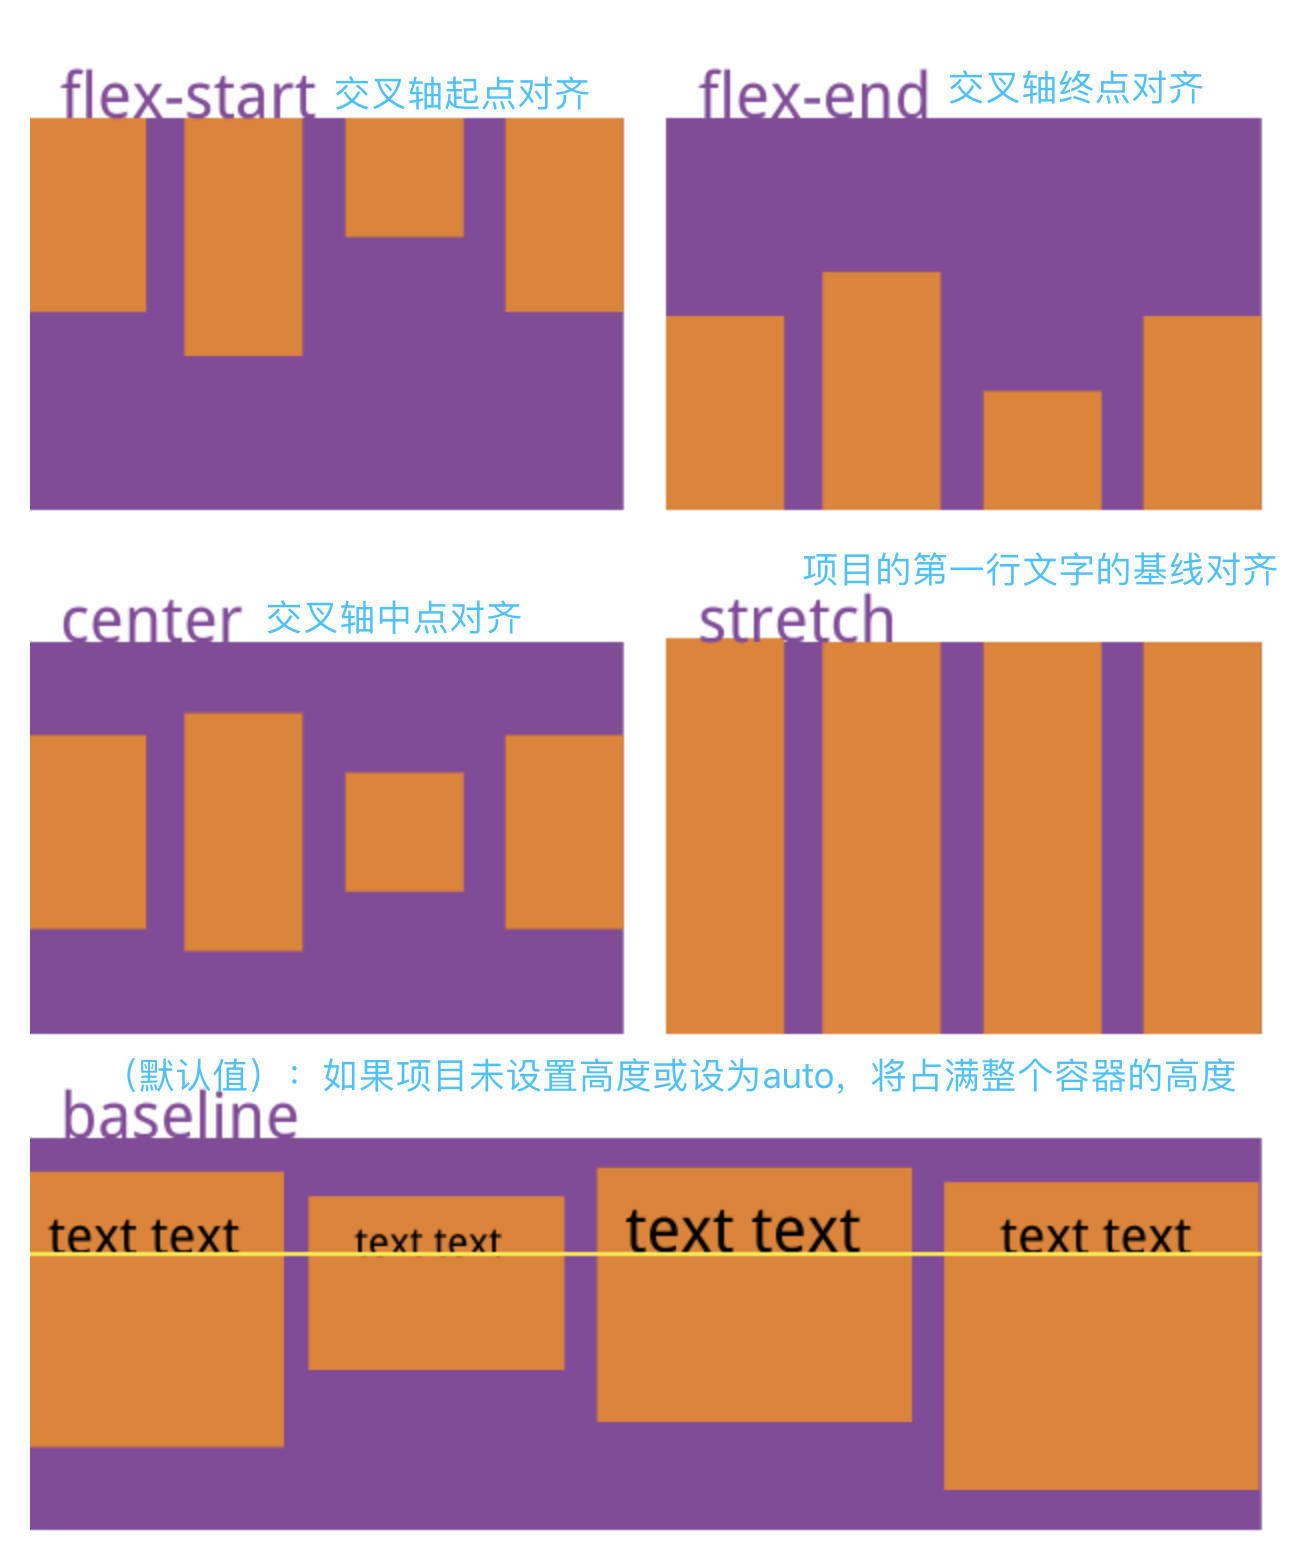 flex-start 交叉轴起点对齐
flex-end 交叉轴终点对齐
项目的第一行文字的基线对齐
center 交叉轴中点对齐
stretch
（默认值）：如果项目未设置高度或设为auto，将占满整个容器的高度
baseline
text text
text text
text text
text text